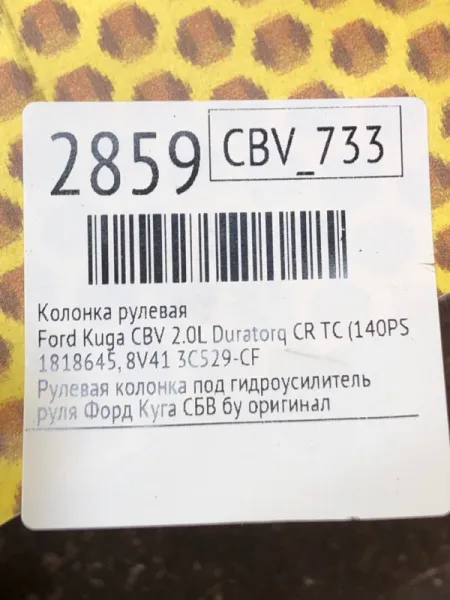 2859
CBV_733
Колонка рулевая
Ford Kuga CBV 2.0L Duratorq CR TC (140PS
1818645, 8V41 3C529-CF
Рулевая колонка под гидроусилитель
руля Форд Куга СБВ бу оригинал